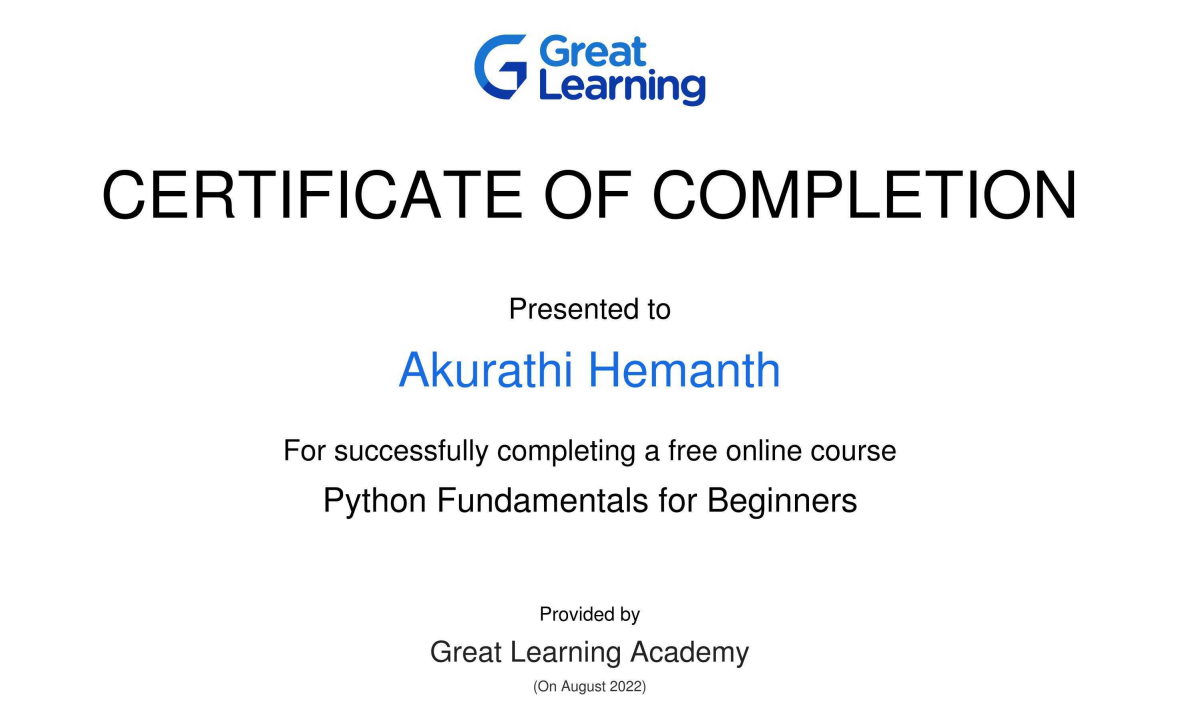 Great
Learning
CERTIFICATE OF COMPLETION
Presented to
Akurathi Hemanth
For successfully completing a free online course
Python Fundamentals for Beginners
Provided by
Great Learning Academy
(On August 2022)